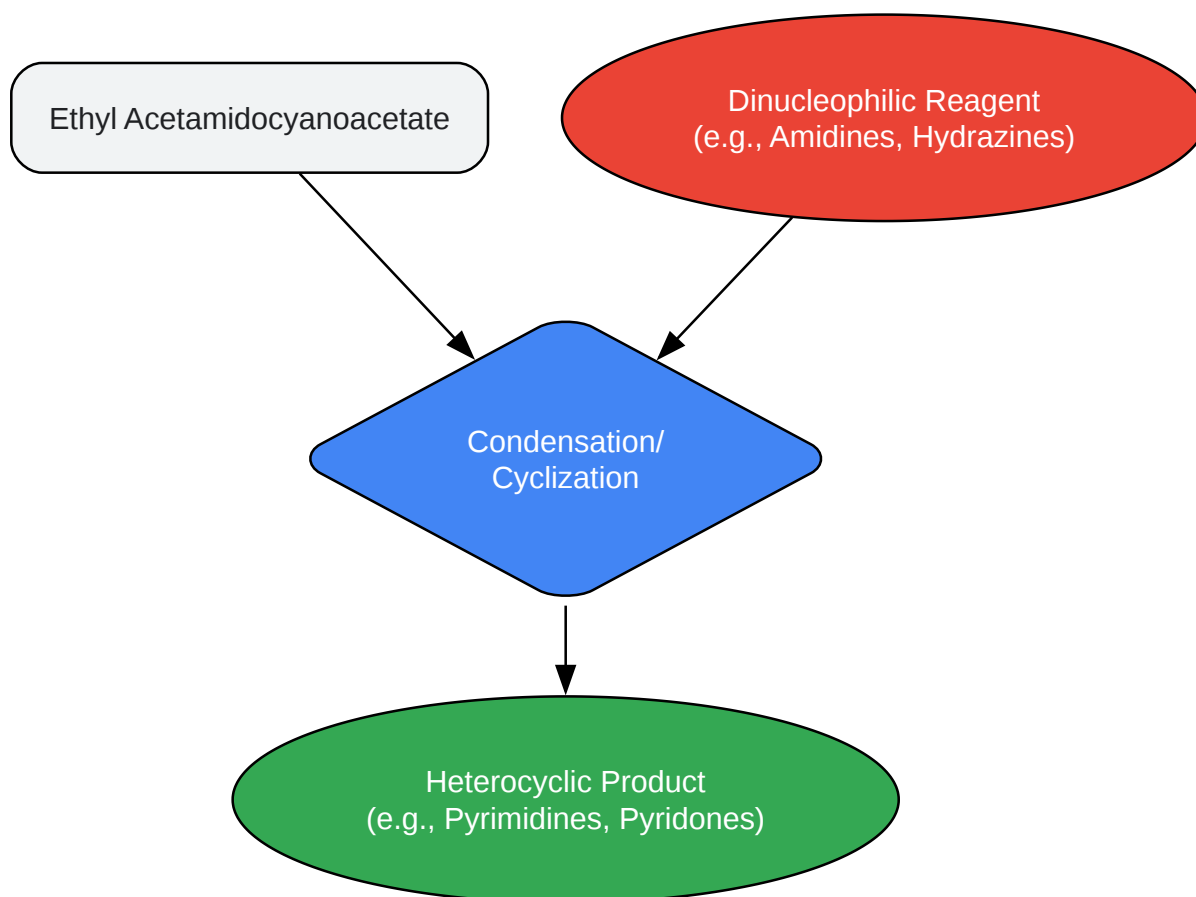 Ethyl Acetamidocyanoacetate
Dinucleophilic Reagent
(e.g., Amidines, Hydrazines)
Condensation/
Cyclization
Heterocyclic Product
(e.g., Pyrimidines, Pyridones)